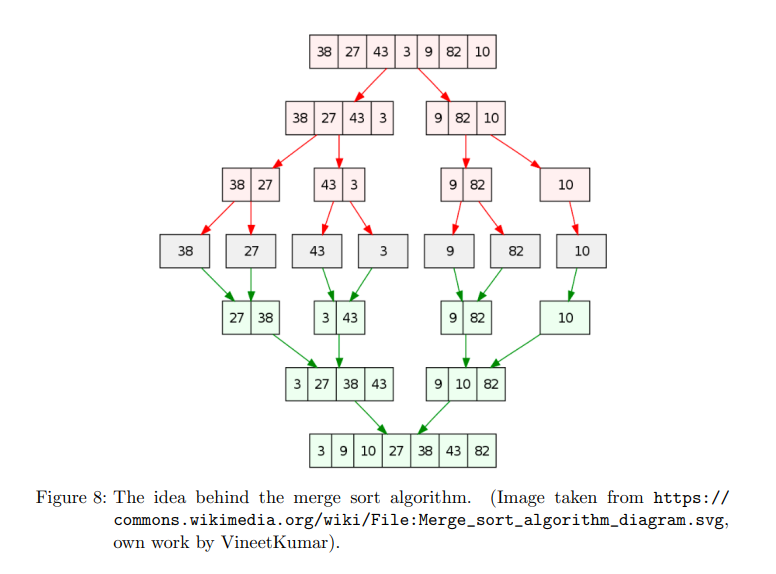 38 27 43 3 9 82 10
38 27 43 3 9 82 10
38 27 43 3 9 82 10
38 27 43 3 9 82 10
27 38 3 43 9 82 10
3 27 38 43 9 10 82
3 9 10 27 38 43 82
Figure 8: The idea behind the merge sort algorithm. (Image taken from https://
commons.wikimedia.org/wiki/File:Merge_sort_algorithm_diagram.svg,
own work by VineetKumar).